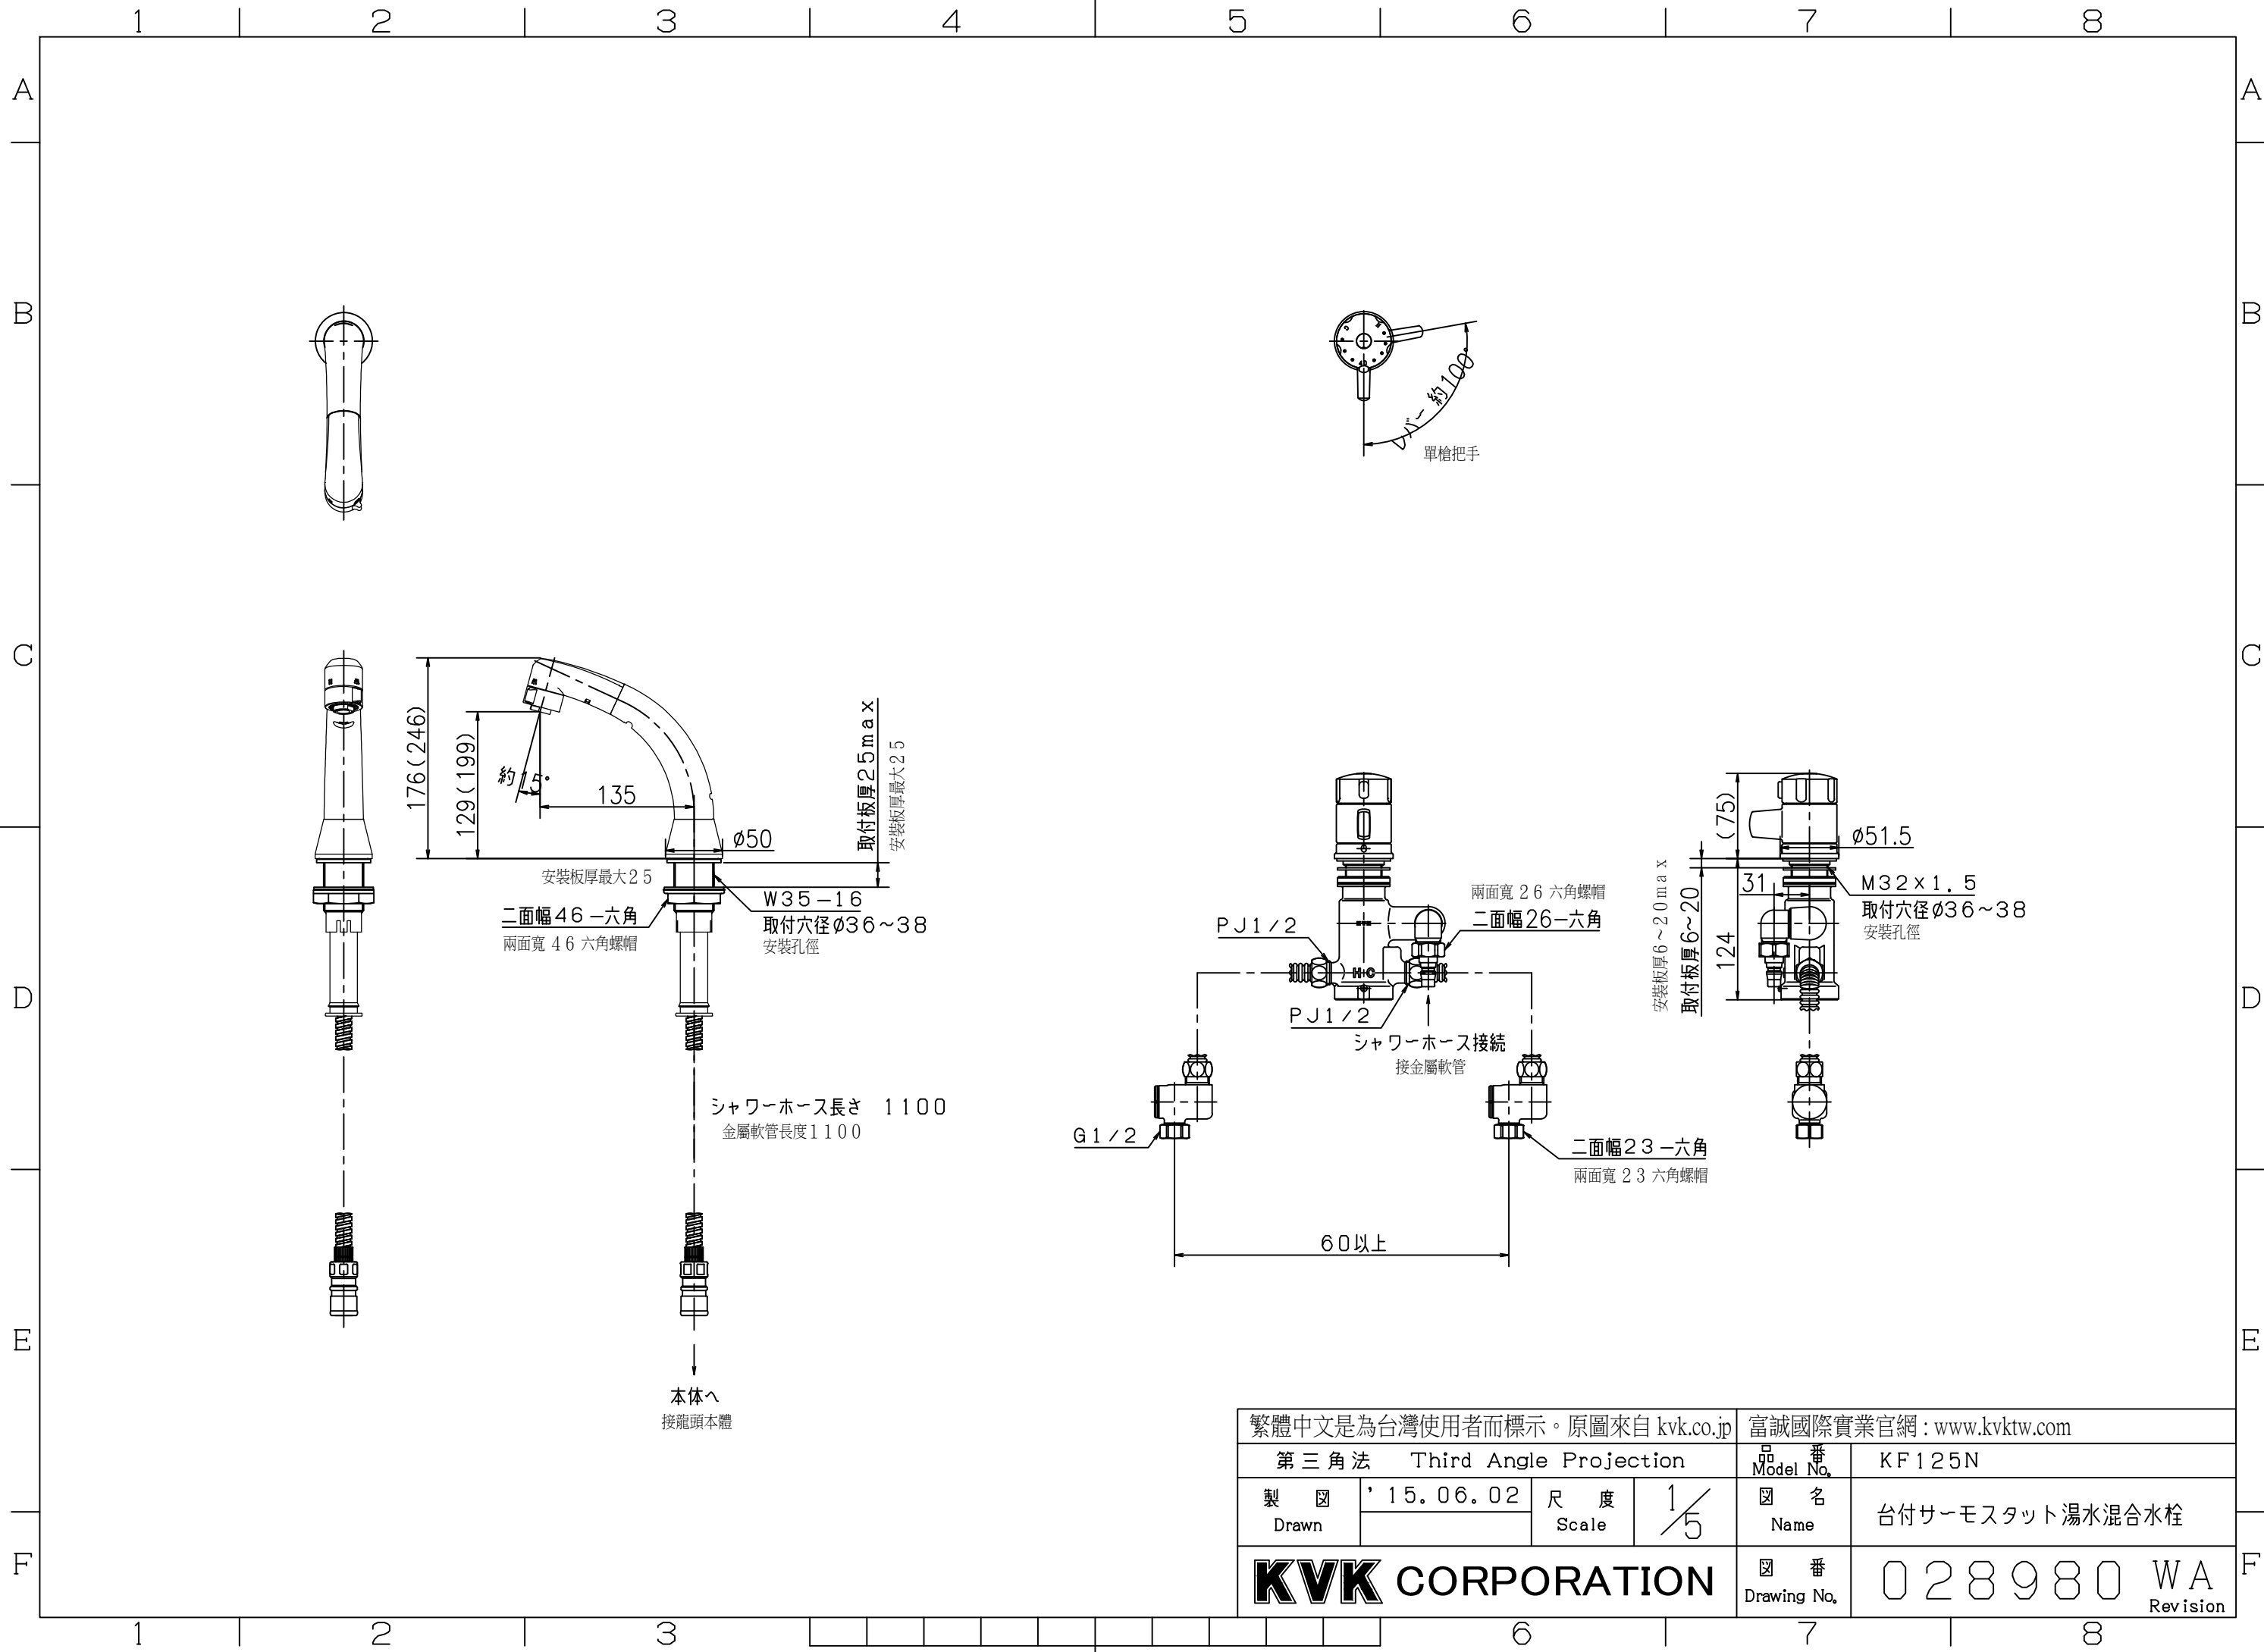 1 2 3 4 5 6 7 8
A A
B B
C C
D D
E E
F F
レバー 約100°
單槍把手
176(246)
129(199)
約15°
135
取付板厚25max
安裝板厚最大25
ø50
安裝板厚最大25
二面幅46-六角
兩面寬 46 六角螺帽
W35-16
取付穴径ø36~38
安裝孔徑
シャワーホース長さ 1100
金屬軟管長度1100
本体へ
接龍頭本體
PJ1/2
H C
兩面寬 26 六角螺帽
二面幅26-六角
PJ1/2
シャワーホース接続
接金屬軟管
G1/2
二面幅23-六角
兩面寬 23 六角螺帽
60以上
(75)
ø51.5
31
124
安裝板厚6~20max
取付板厚6~20
M32×1.5
取付穴径ø36~38
安裝孔徑
繁體中文是為台灣使用者而標示。原圖來自 kvk.co.jp
富誠國際實業官網 : www.kvktw.com
第三角法 Third Angle Projection
品番 Model No.
KF125N
製図 Drawn
'15.06.02
尺度 Scale
1/5
図名 Name
台付サーモスタット湯水混合水栓
KVK CORPORATION
図番 Drawing No.
028980 WA
Revision
1 2 3 6 7 8